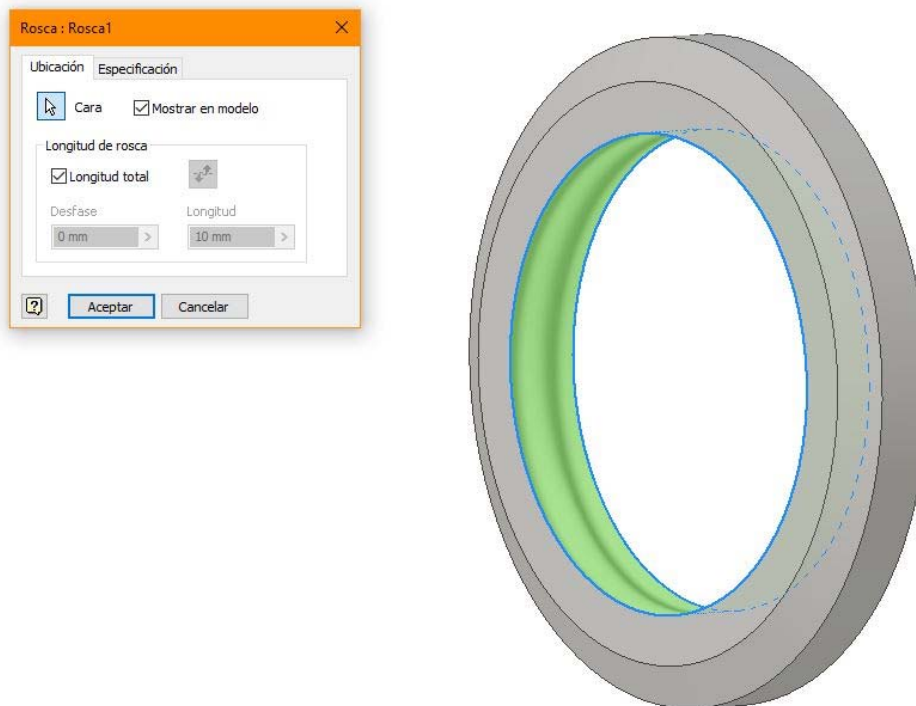 Rosca : Rosca1
Ubicación Especificación
Cara Mostrar en modelo
Longitud de rosca
Longitud total
Desfase Longitud
0 mm > 10 mm >
? Aceptar Cancelar